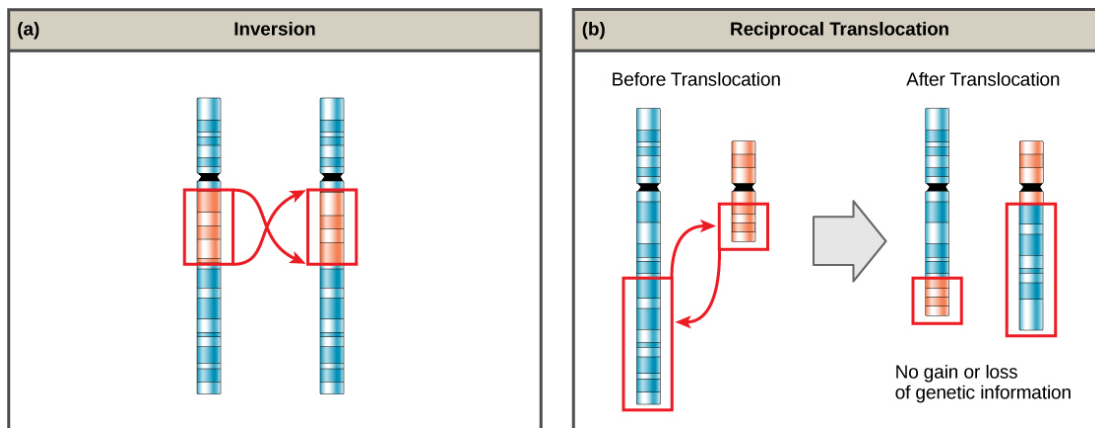 (a) Inversion
(b) Reciprocal Translocation
Before Translocation
After Translocation
No gain or loss
of genetic information